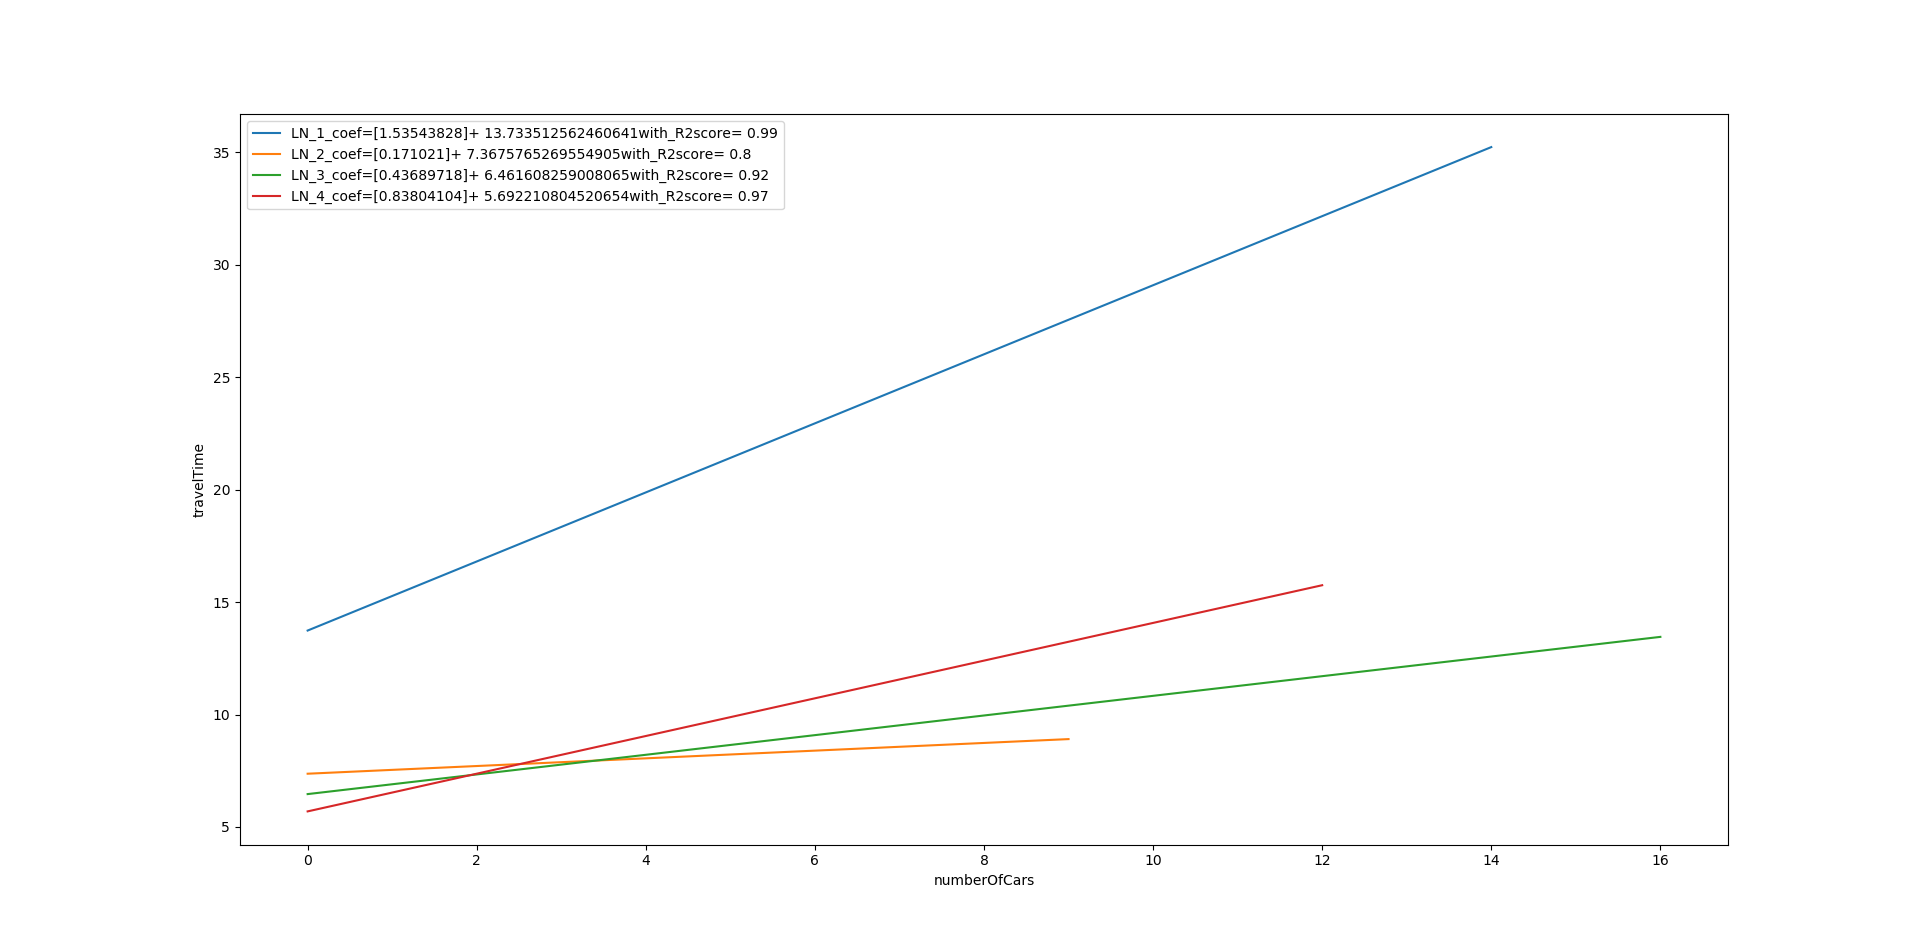 LN_1_coef=[1.53543828]+ 13.733512562460641with_R2score= 0.99
LN_2_coef=[0.171021]+ 7.3675765269554905with_R2score= 0.8
LN_3_coef=[0.43689718]+ 6.461608259008065with_R2score= 0.92
LN_4_coef=[0.83804104]+ 5.692210804520654with_R2score= 0.97
35
30
25
20
15
10
5
travelTime
0 2 4 6 8 10 12 14 16
numberOfCars